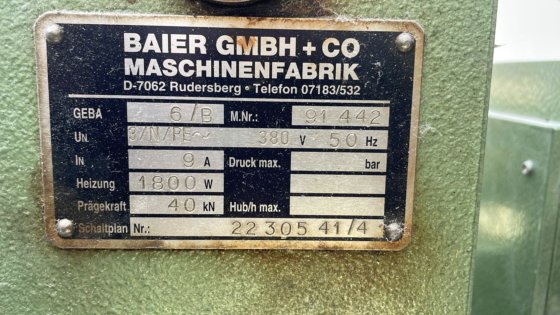 BAIER GMBH + CO
MASCHINENFABRIK
D-7062 Rudersberg • Telefon 07183/532
GEBA 6/B M.Nr.: 91 442
UN 3/N/PE~ 380 V ~ 50 Hz
IN 9 A Druck max. bar
Heizung 1800 W
Prägekraft 40 kN Hub/h max.
Schaltplan Nr.: 22 305 41/4